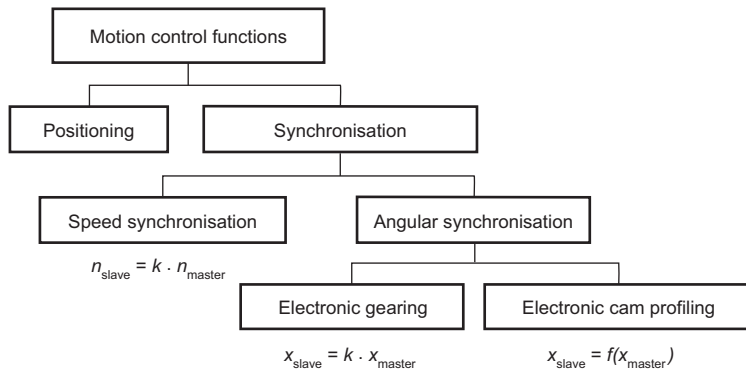 Motion control functions
Positioning
Synchronisation
Speed synchronisation
Angular synchronisation
n_slave = k · n_master
Electronic gearing
Electronic cam profiling
x_slave = k · x_master
x_slave = f(x_master)